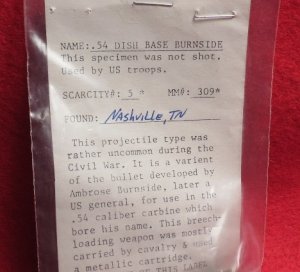 NAME: .54 DISH BASE BURNSIDE
This specimen was not shot.
Used by US troops.
SCARCITY#: 5 * MM#: 309*
FOUND: Nashville, TN
This projectile type was
rather uncommon during the
Civil War. It is a varient
of the bullet developed by
Ambrose Burnside, later a
US general, for use in the
.54 caliber carbine which
bore his name. This breech-
loading weapon was mostly
carried by cavalry & used
a metallic cartridge.
OF THIS LABEL